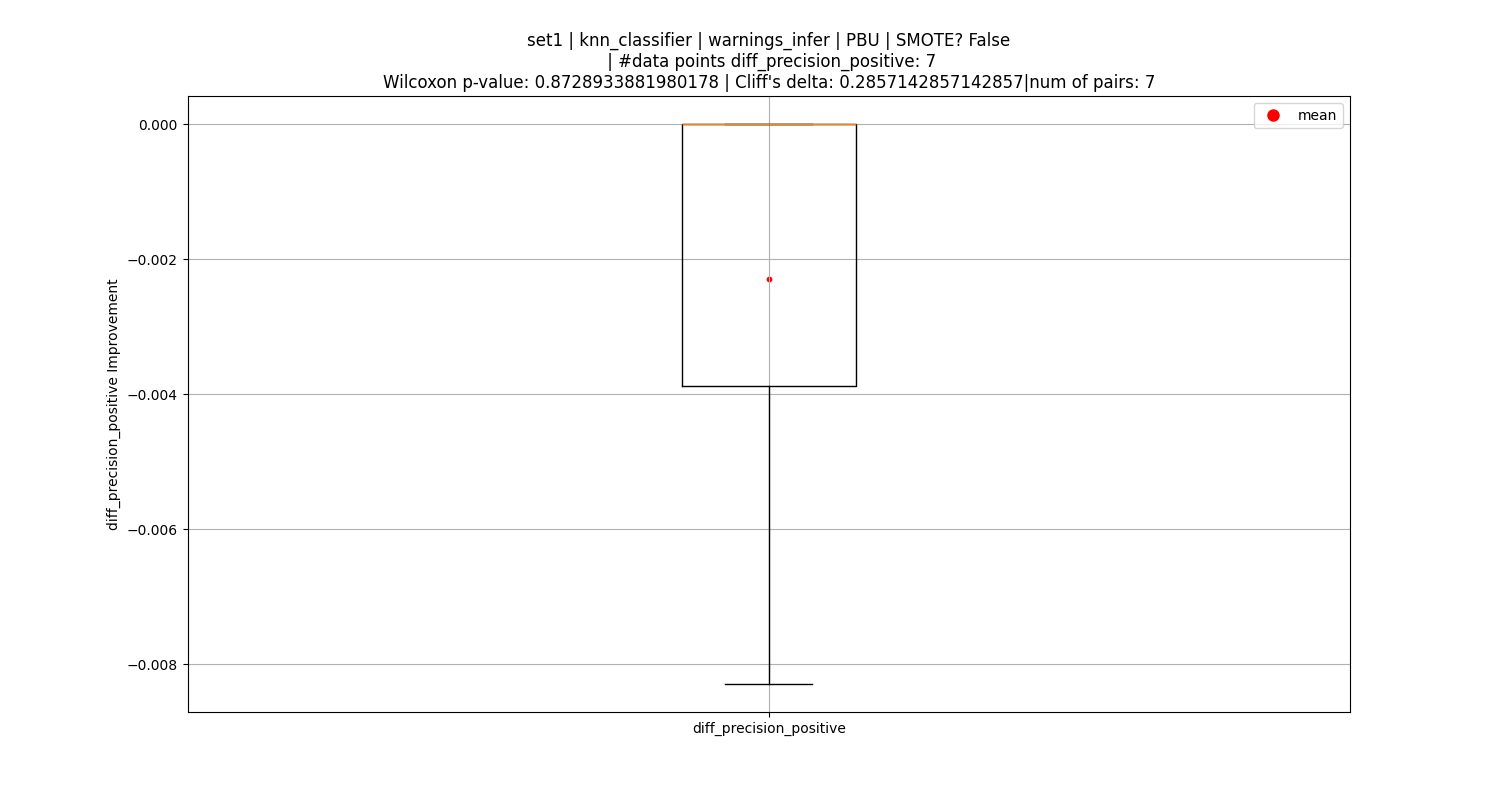 set1 | knn_classifier | warnings_infer | PBU | SMOTE? False
| #data points diff_precision_positive: 7
Wilcoxon p-value: 0.8728933881980178 | Cliff's delta: 0.2857142857142857|num of pairs: 7
mean
0.000
−0.002
−0.004
−0.006
−0.008
diff_precision_positive Improvement
diff_precision_positive